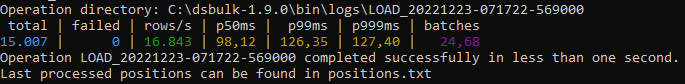 Operation directory: C:\dsbulk-1.9.0\bin\logs\LOAD_20221223-071722-569000
total | failed | rows/s | p50ms | p99ms | p999ms | batches
15.007 | 0 | 16.843 | 98,12 | 126,35 | 127,40 | 24,68
Operation LOAD_20221223-071722-569000 completed successfully in less than one second.
Last processed positions can be found in positions.txt